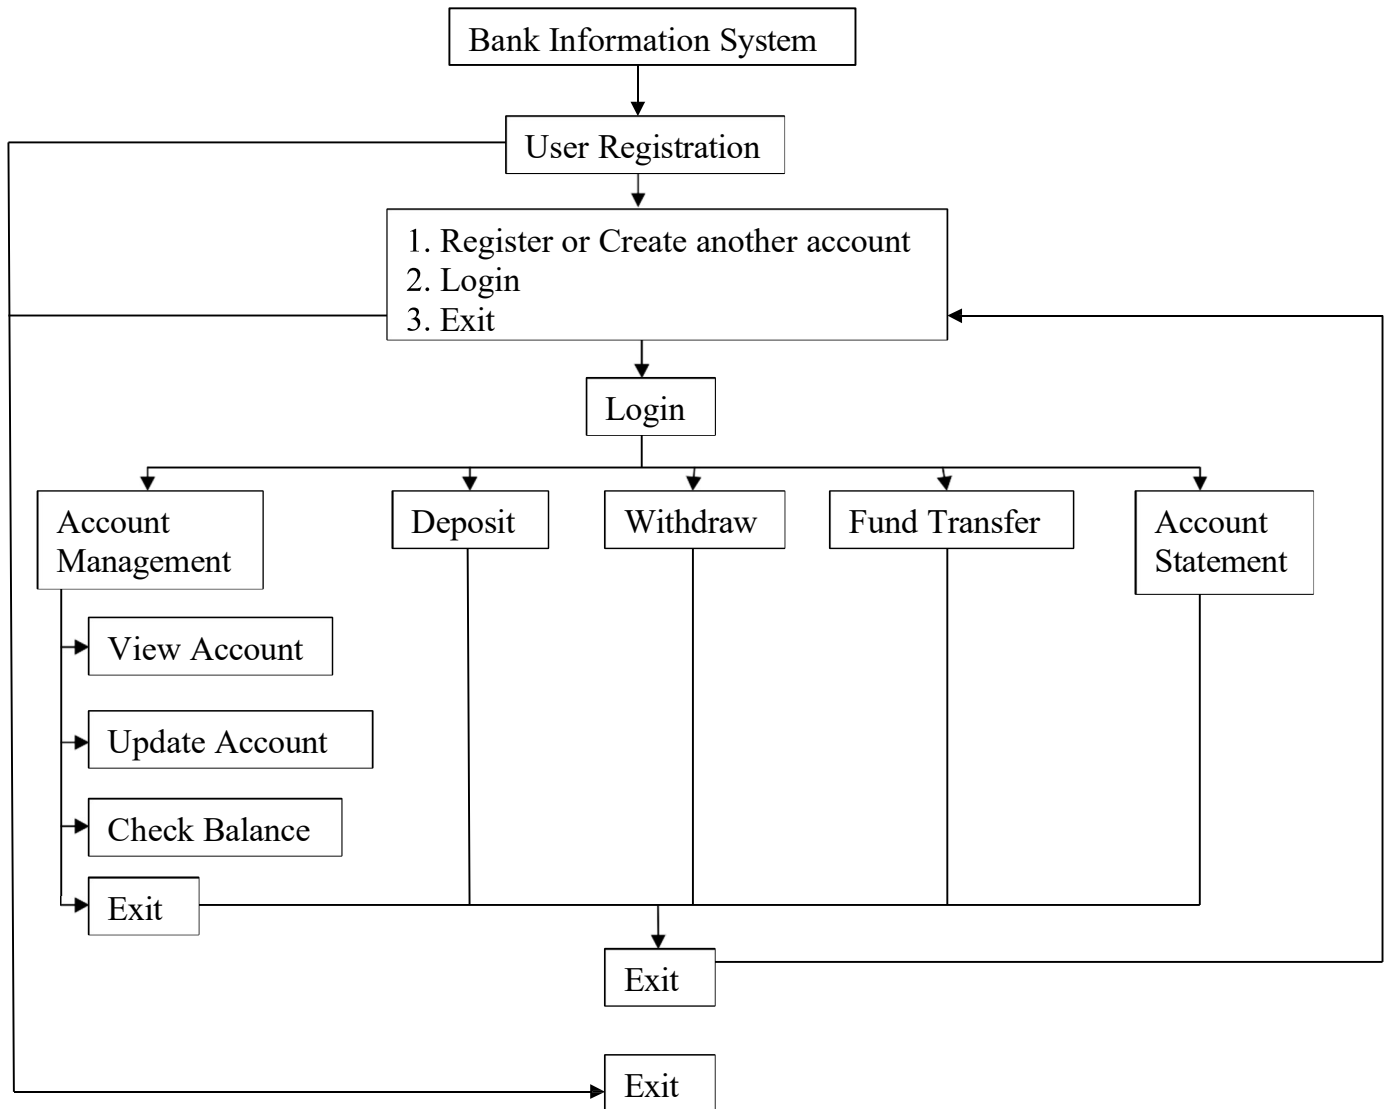 Bank Information System
User Registration
1. Register or Create another account
2. Login
3. Exit
Login
Account
Management
Deposit
Withdraw
Fund Transfer
Account
Statement
View Account
Update Account
Check Balance
Exit
Exit
Exit